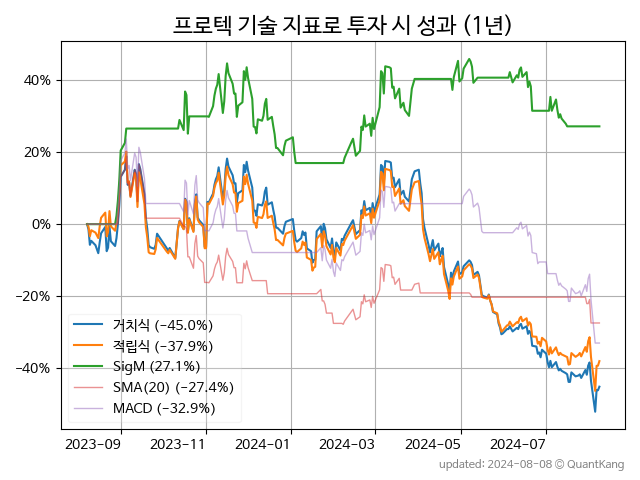 프로텍 기술 지표로 투자 시 성과 (1년)
40%
20%
0%
−20%
−40%
거치식 (−45.0%)
적립식 (−37.9%)
SigM (27.1%)
SMA(20) (−27.4%)
MACD (−32.9%)
2023−09 2023−11 2024−01 2024−03 2024−05 2024−07
updated: 2024−08−08 © QuantKang